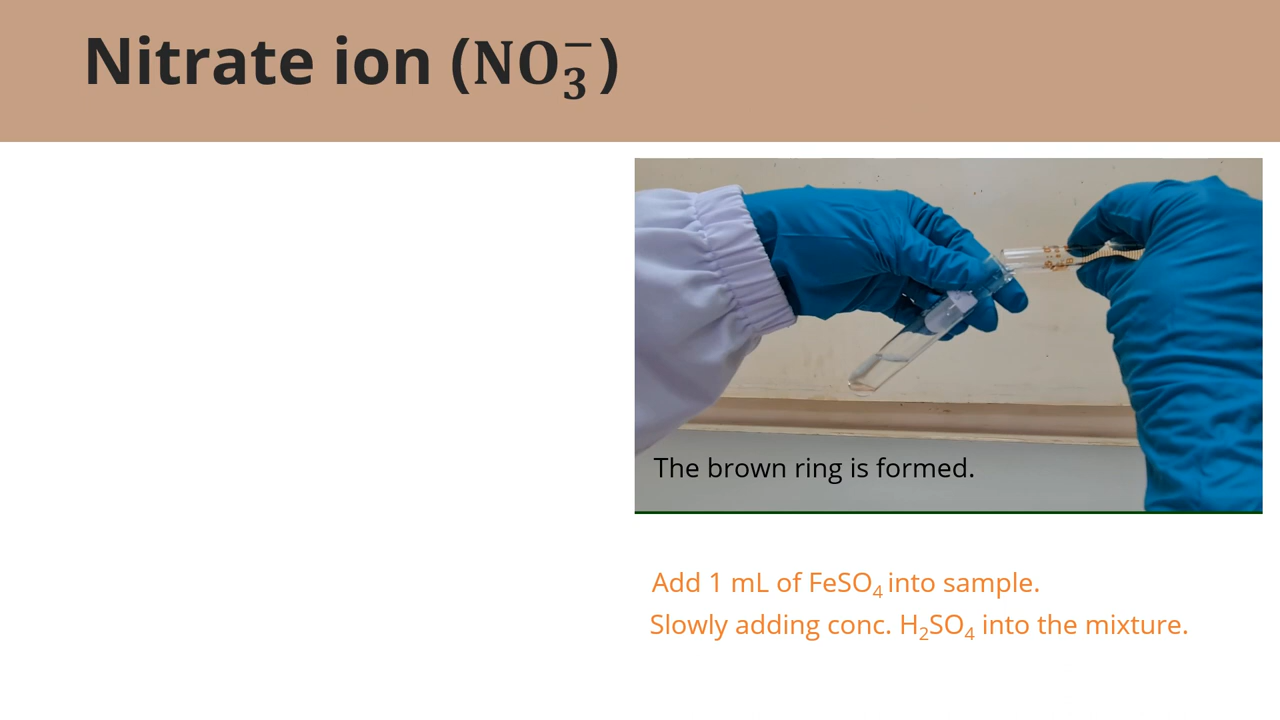 Nitrate ion (NO₃⁻)
The brown ring is formed.
Add 1 mL of FeSO₄ into sample.
Slowly adding conc. H₂SO₄ into the mixture.